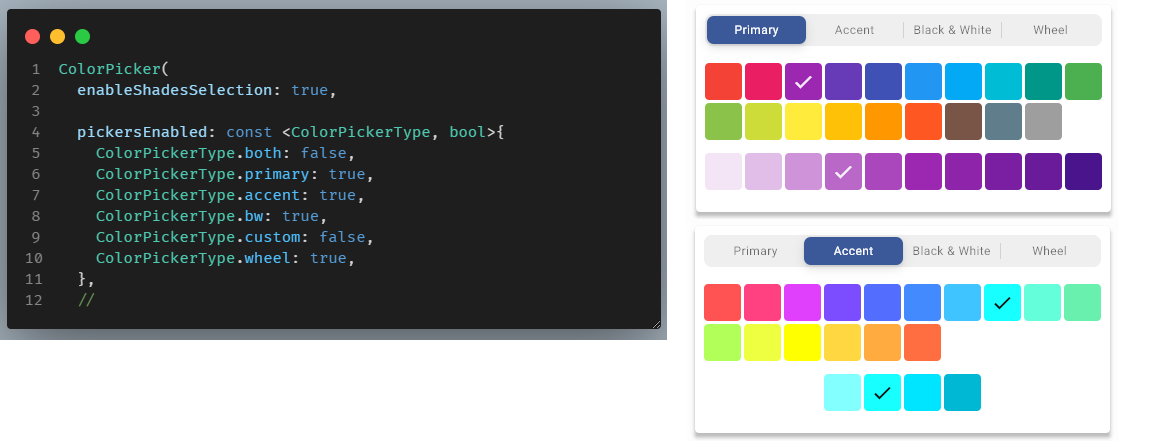 1 ColorPicker(
2   enableShadesSelection: true,
3
4   pickersEnabled: const <ColorPickerType, bool>{
5     ColorPickerType.both: false,
6     ColorPickerType.primary: true,
7     ColorPickerType.accent: true,
8     ColorPickerType.bw: true,
9     ColorPickerType.custom: false,
10     ColorPickerType.wheel: true,
11   },
12   //
Primary Accent Black & White Wheel
Primary Accent Black & White Wheel